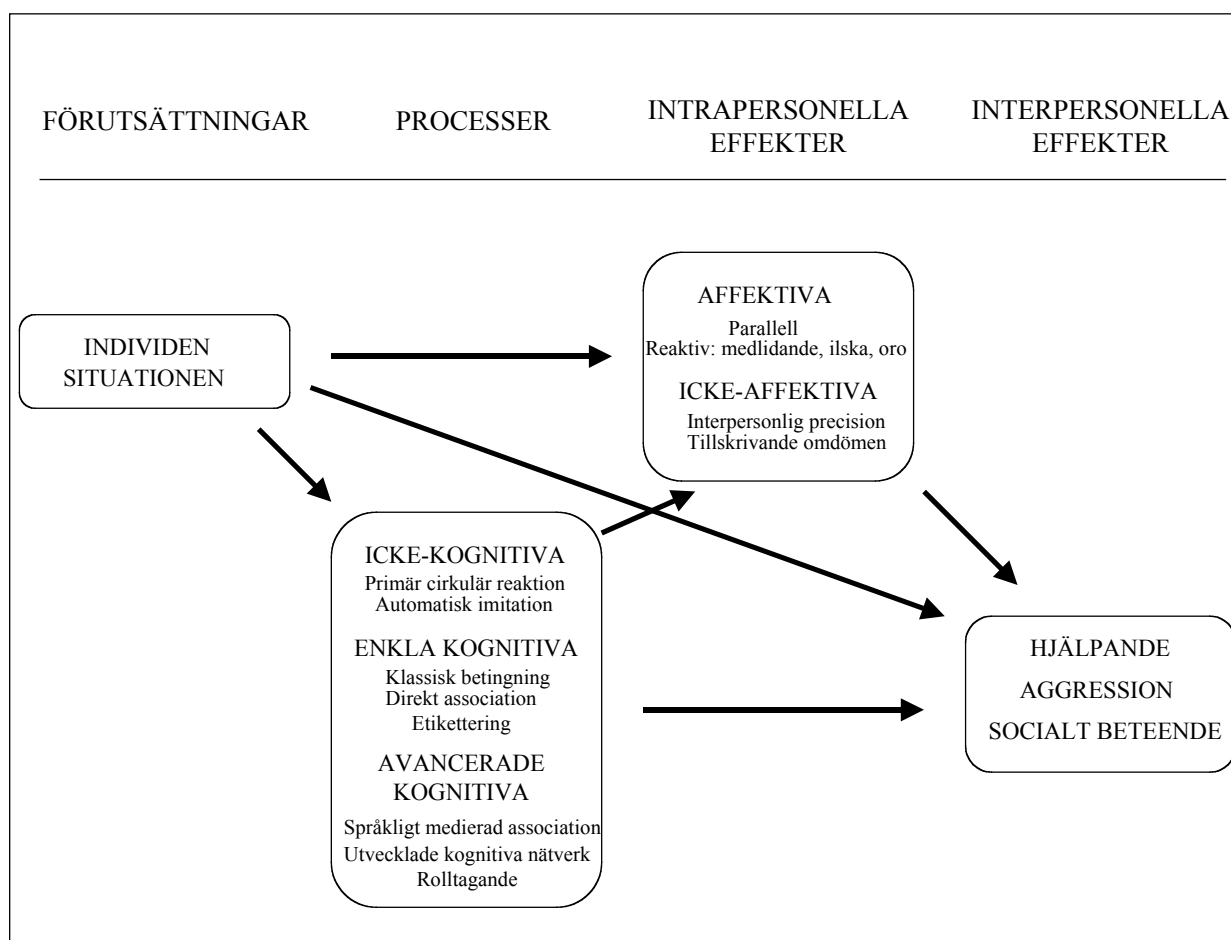 FÖRUTSÄTTNINGAR
PROCESSER
INTRAPERSONELLA
EFFEKTER
INTERPERSONELLA
EFFEKTER
INDIVIDEN
SITUATIONEN
ICKE-KOGNITIVA
Primär cirkulär reaktion
Automatisk imitation
ENKLA KOGNITIVA
Klassisk betingning
Direkt association
Etikettering
AVANCERADE
KOGNITIVA
Språkligt medierad association
Utvecklade kognitiva nätverk
Rolltagande
AFFEKTIVA
Parallell
Reaktiv: medlidande, ilska, oro
ICKE-AFFEKTIVA
Interpersonlig precision
Tillskrivande omdömen
HJÄLPANDE
AGGRESSION
SOCIALT BETEENDE